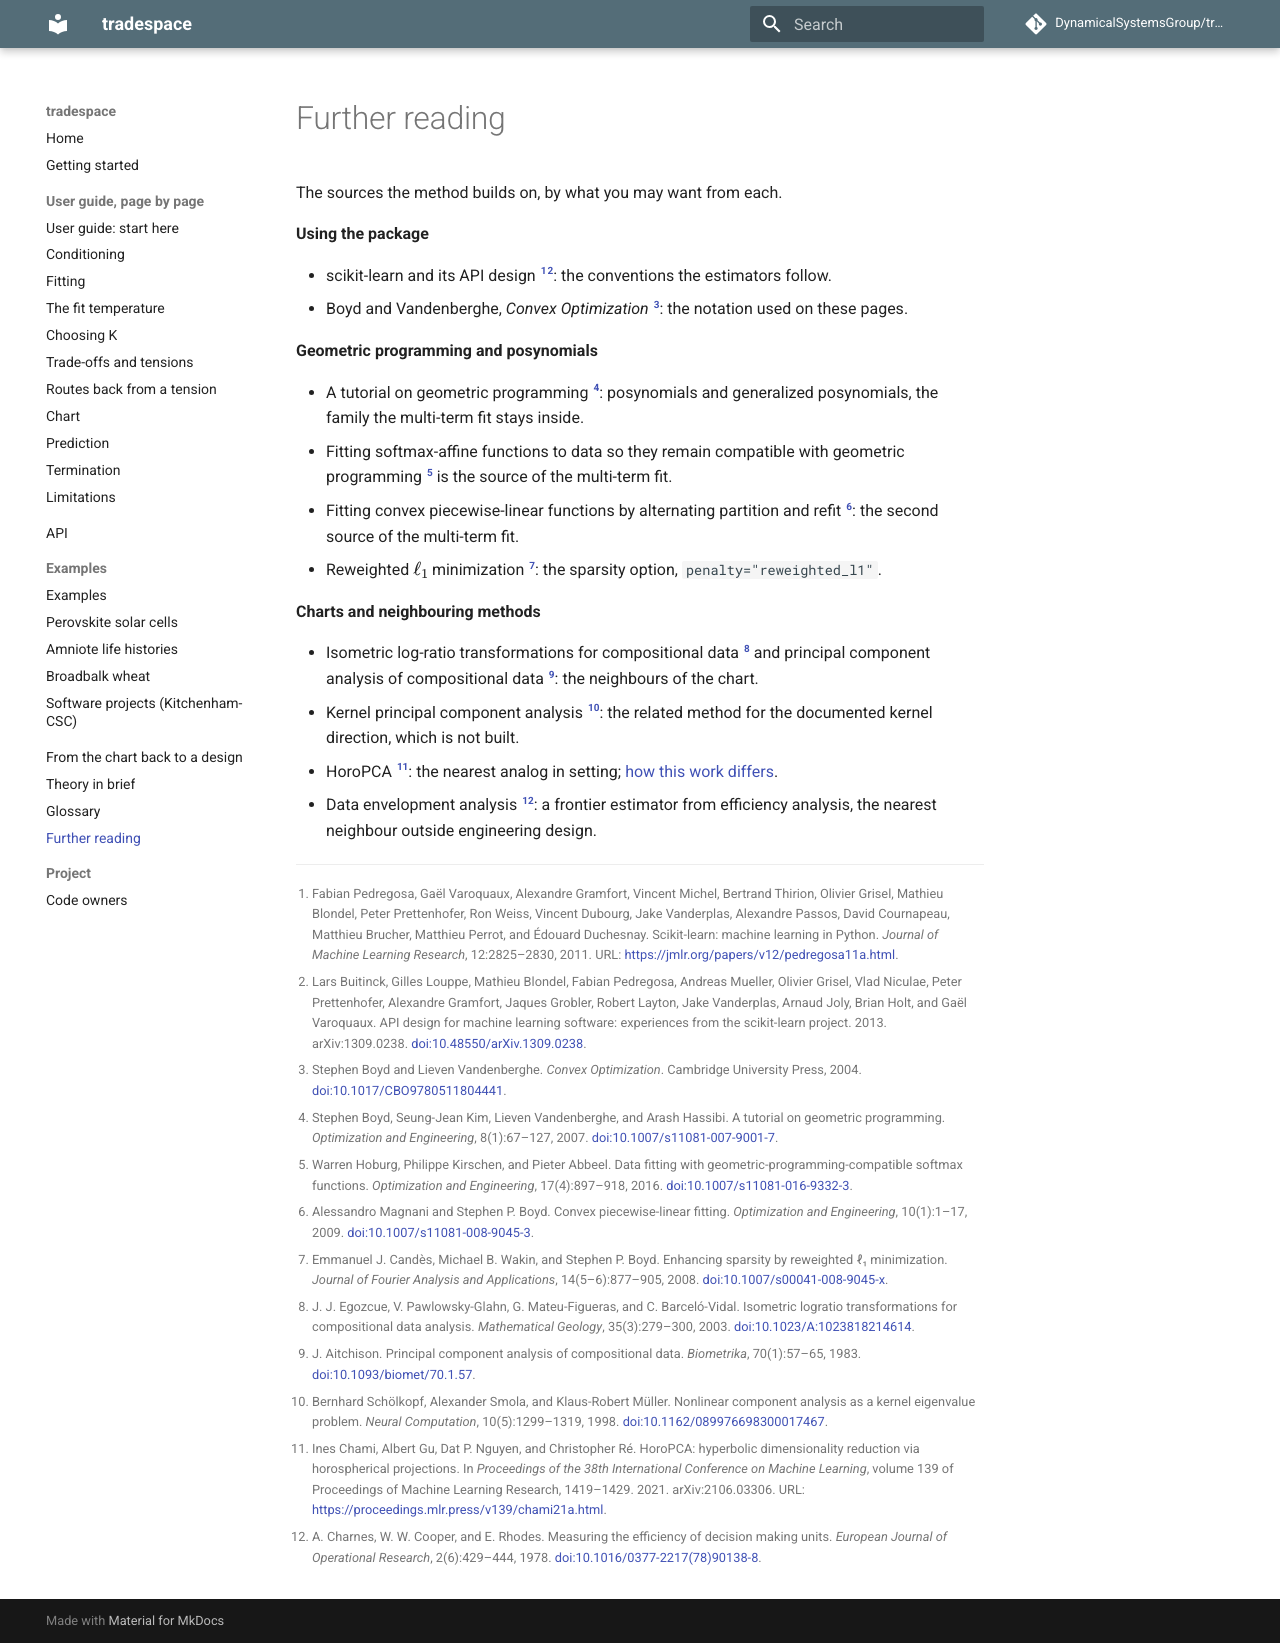 tradespace
Search
DynamicalSystemsGroup/tr…
tradespace
Home
Getting started
User guide, page by page
User guide: start here
Conditioning
Fitting
The fit temperature
Choosing K
Trade-offs and tensions
Routes back from a tension
Chart
Prediction
Termination
Limitations
API
Examples
Examples
Perovskite solar cells
Amniote life histories
Broadbalk wheat
Software projects (Kitchenham-
CSC)
From the chart back to a design
Theory in brief
Glossary
Further reading
Project
Code owners
Further reading
The sources the method builds on, by what you may want from each.
Using the package
• scikit-learn and its API design 1 2: the conventions the estimators follow.
• Boyd and Vandenberghe, Convex Optimization 3: the notation used on these pages.
Geometric programming and posynomials
• A tutorial on geometric programming 4: posynomials and generalized posynomials, the
family the multi-term fit stays inside.
• Fitting softmax-affine functions to data so they remain compatible with geometric
programming 5 is the source of the multi-term fit.
• Fitting convex piecewise-linear functions by alternating partition and refit 6: the second
source of the multi-term fit.
• Reweighted ℓ1 minimization 7: the sparsity option, penalty="reweighted_l1".
Charts and neighbouring methods
• Isometric log-ratio transformations for compositional data 8 and principal component
analysis of compositional data 9: the neighbours of the chart.
• Kernel principal component analysis 10: the related method for the documented kernel
direction, which is not built.
• HoroPCA 11: the nearest analog in setting; how this work differs.
• Data envelopment analysis 12: a frontier estimator from efficiency analysis, the nearest
neighbour outside engineering design.
1. Fabian Pedregosa, Gaël Varoquaux, Alexandre Gramfort, Vincent Michel, Bertrand Thirion, Olivier Grisel, Mathieu
Blondel, Peter Prettenhofer, Ron Weiss, Vincent Dubourg, Jake Vanderplas, Alexandre Passos, David Cournapeau,
Matthieu Brucher, Matthieu Perrot, and Édouard Duchesnay. Scikit-learn: machine learning in Python. Journal of
Machine Learning Research, 12:2825–2830, 2011. URL: https://jmlr.org/papers/v12/pedregosa11a.html.
2. Lars Buitinck, Gilles Louppe, Mathieu Blondel, Fabian Pedregosa, Andreas Mueller, Olivier Grisel, Vlad Niculae, Peter
Prettenhofer, Alexandre Gramfort, Jaques Grobler, Robert Layton, Jake Vanderplas, Arnaud Joly, Brian Holt, and Gaël
Varoquaux. API design for machine learning software: experiences from the scikit-learn project. 2013.
arXiv:1309.0238. doi:10.48550/arXiv.1309.0238.
3. Stephen Boyd and Lieven Vandenberghe. Convex Optimization. Cambridge University Press, 2004.
doi:10.1017/CBO9780511804441.
4. Stephen Boyd, Seung-Jean Kim, Lieven Vandenberghe, and Arash Hassibi. A tutorial on geometric programming.
Optimization and Engineering, 8(1):67–127, 2007. doi:10.1007/s11081-007-9001-7.
5. Warren Hoburg, Philippe Kirschen, and Pieter Abbeel. Data fitting with geometric-programming-compatible softmax
functions. Optimization and Engineering, 17(4):897–918, 2016. doi:10.1007/s11081-016-9332-3.
6. Alessandro Magnani and Stephen P. Boyd. Convex piecewise-linear fitting. Optimization and Engineering, 10(1):1–17,
2009. doi:10.1007/s11081-008-9045-3.
7. Emmanuel J. Candès, Michael B. Wakin, and Stephen P. Boyd. Enhancing sparsity by reweighted ℓ₁ minimization.
Journal of Fourier Analysis and Applications, 14(5–6):877–905, 2008. doi:10.1007/s00041-008-9045-x.
8. J. J. Egozcue, V. Pawlowsky-Glahn, G. Mateu-Figueras, and C. Barceló-Vidal. Isometric logratio transformations for
compositional data analysis. Mathematical Geology, 35(3):279–300, 2003. doi:10.1023/A:1023818214614.
9. J. Aitchison. Principal component analysis of compositional data. Biometrika, 70(1):57–65, 1983.
doi:10.1093/biomet/70.1.57.
10. Bernhard Schölkopf, Alexander Smola, and Klaus-Robert Müller. Nonlinear component analysis as a kernel eigenvalue
problem. Neural Computation, 10(5):1299–1319, 1998. doi:10.1162/089976698300017467.
11. Ines Chami, Albert Gu, Dat P. Nguyen, and Christopher Ré. HoroPCA: hyperbolic dimensionality reduction via
horospherical projections. In Proceedings of the 38th International Conference on Machine Learning, volume 139 of
Proceedings of Machine Learning Research, 1419–1429. 2021. arXiv:2106.03306. URL:
https://proceedings.mlr.press/v139/chami21a.html.
12. A. Charnes, W. W. Cooper, and E. Rhodes. Measuring the efficiency of decision making units. European Journal of
Operational Research, 2(6):429–444, 1978. doi:10.1016/0377-2217(78)90138-8.
Made with Material for MkDocs